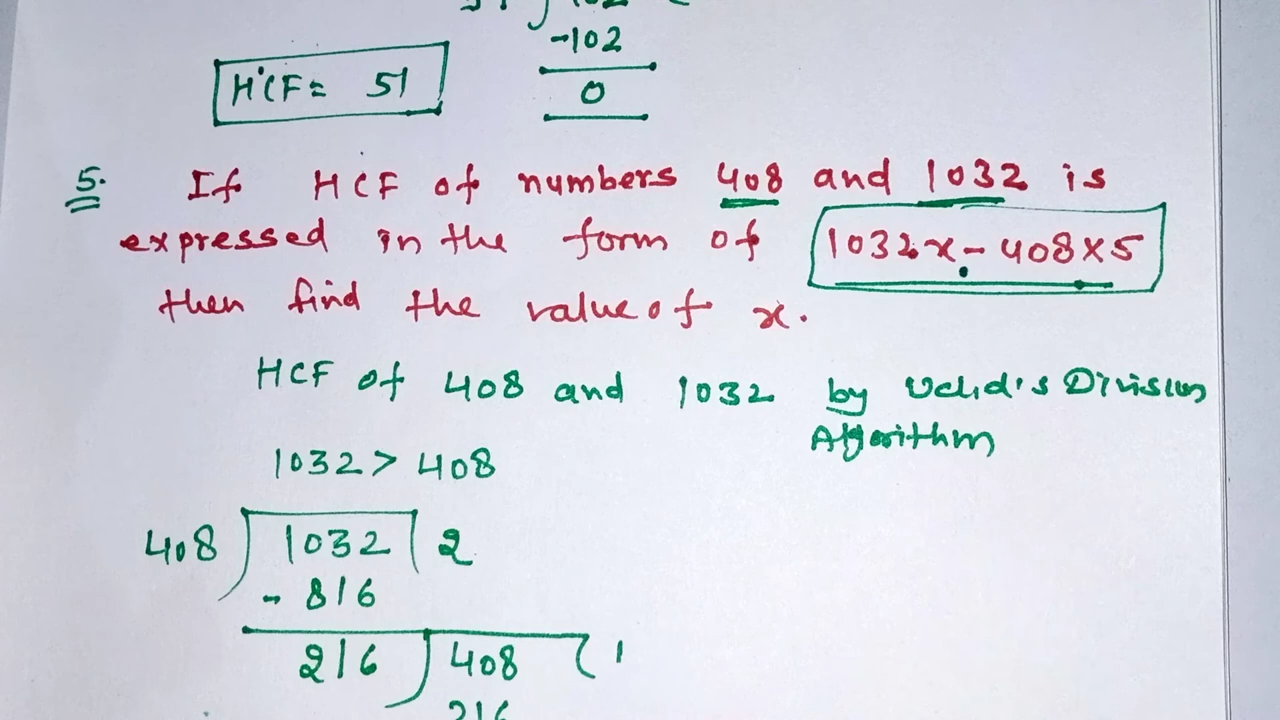 -102
HCF = 51
0
5. If HCF of numbers 408 and 1032 is
expressed in the form of 1032x - 408×5
then find the value of x.
HCF of 408 and 1032 by Uclid's Division
Algorithm
1032 > 408
408 ) 1032 ( 2
- 816
216 ) 408 ( 1
216